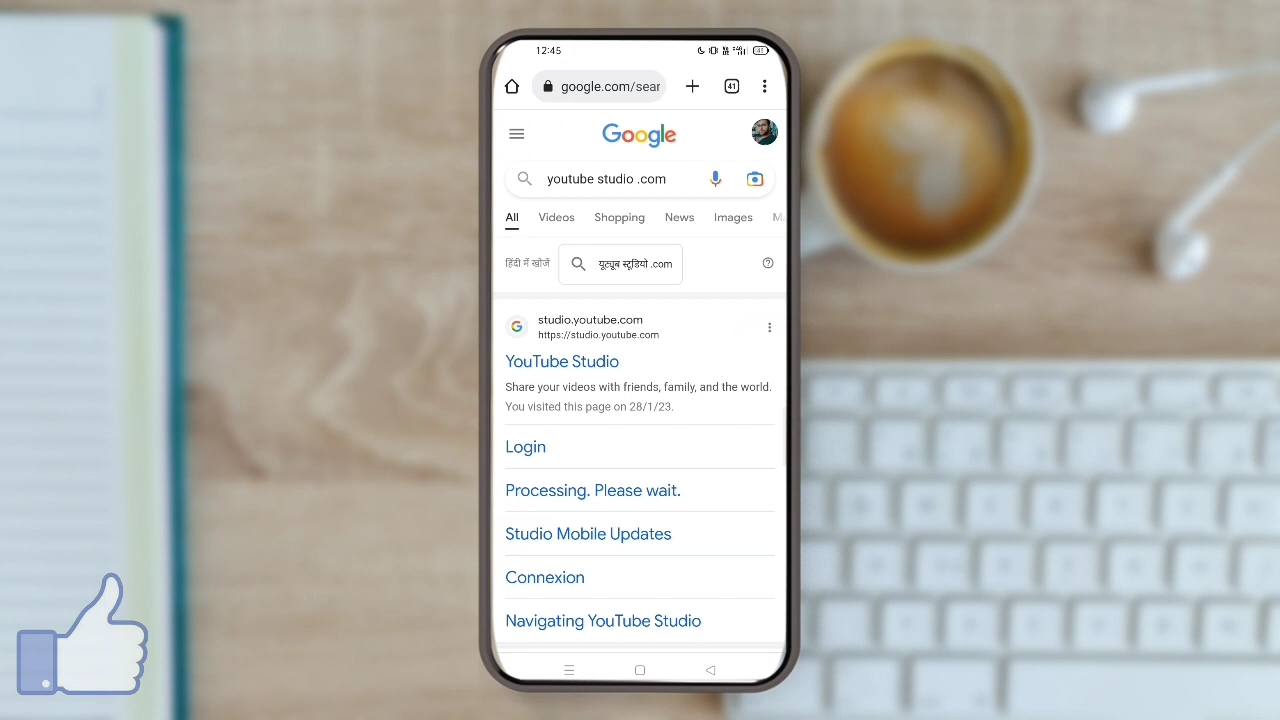 12:45
45
google.com/sear
41
Google
youtube studio .com
All Videos Shopping News Images M
हिंदी में खोजें
यूट्यूब स्टूडियो .com
studio.youtube.com
https://studio.youtube.com
YouTube Studio
Share your videos with friends, family, and the world.
You visited this page on 28/1/23.
Login
Processing. Please wait.
Studio Mobile Updates
Connexion
Navigating YouTube Studio